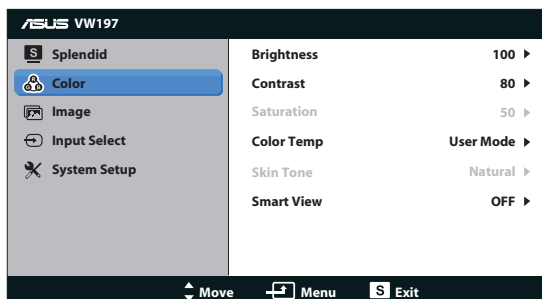 ASUS VW197
S Splendid
Color
Image
Input Select
System Setup
Brightness 100
Contrast 80
Saturation 50
Color Temp User Mode
Skin Tone Natural
Smart View OFF
Move Menu S Exit